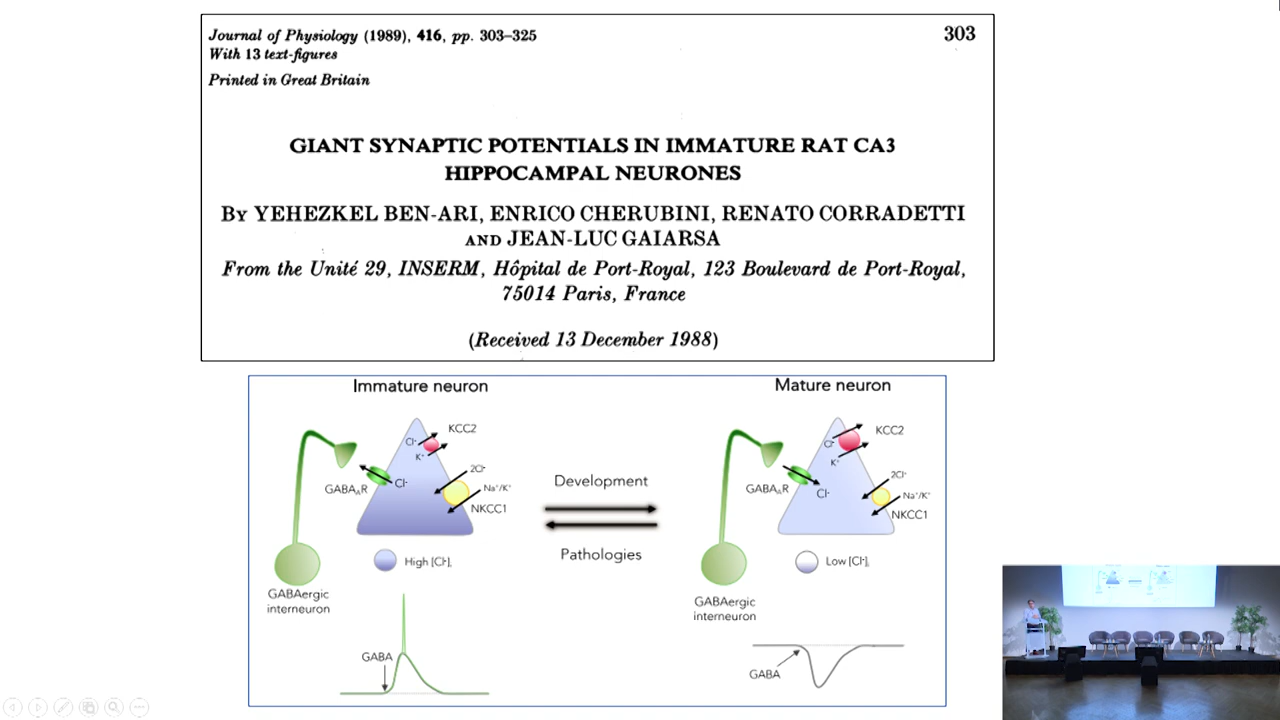 Journal of Physiology (1989), 416, pp. 303–325
303
With 13 text-figures
Printed in Great Britain
GIANT SYNAPTIC POTENTIALS IN IMMATURE RAT CA3
HIPPOCAMPAL NEURONES
By YEHEZKEL BEN-ARI, ENRICO CHERUBINI, RENATO CORRADETTI
AND JEAN-LUC GAIARSA
From the Unité 29, INSERM, Hôpital de Port-Royal, 123 Boulevard de Port-Royal,
75014 Paris, France
(Received 13 December 1988)
Immature neuron
KCC2
Cl-
K+
2Cl-
Na+/K+
NKCC1
GABAAR
Cl-
High [Cl-]i
GABAergic
interneuron
GABA
Development
Pathologies
Mature neuron
KCC2
Cl-
K+
2Cl-
Na+/K+
NKCC1
GABAAR
Cl-
Low [Cl-]i
GABAergic
interneuron
GABA